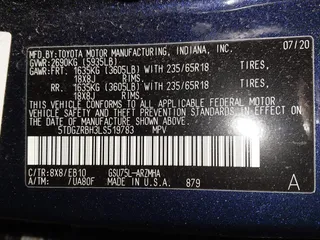 MFD. BY: TOYOTA MOTOR MANUFACTURING, INDIANA, INC. 07/20
GVWR: 2690KG (5935LB)
GAWR: FRT. 1635KG (3605LB) WITH 235/65R18 TIRES,
18X8J RIMS,
RR. 1635KG (3605LB) WITH 235/65R18 TIRES,
18X8J RIMS,
THIS VEHICLE CONFORMS TO ALL APPLICABLE FEDERAL MOTOR
VEHICLE SAFETY AND THEFT PREVENTION STANDARDS IN EFFECT
ON THE DATE OF MANUFACTURE SHOWN ABOVE.
5TDGZRBH3LS519783 MPV
C/TR: 8X8/EB10 GSU75L-ARZMHA
A/TM: /UA80F MADE IN U.S.A. 879 A